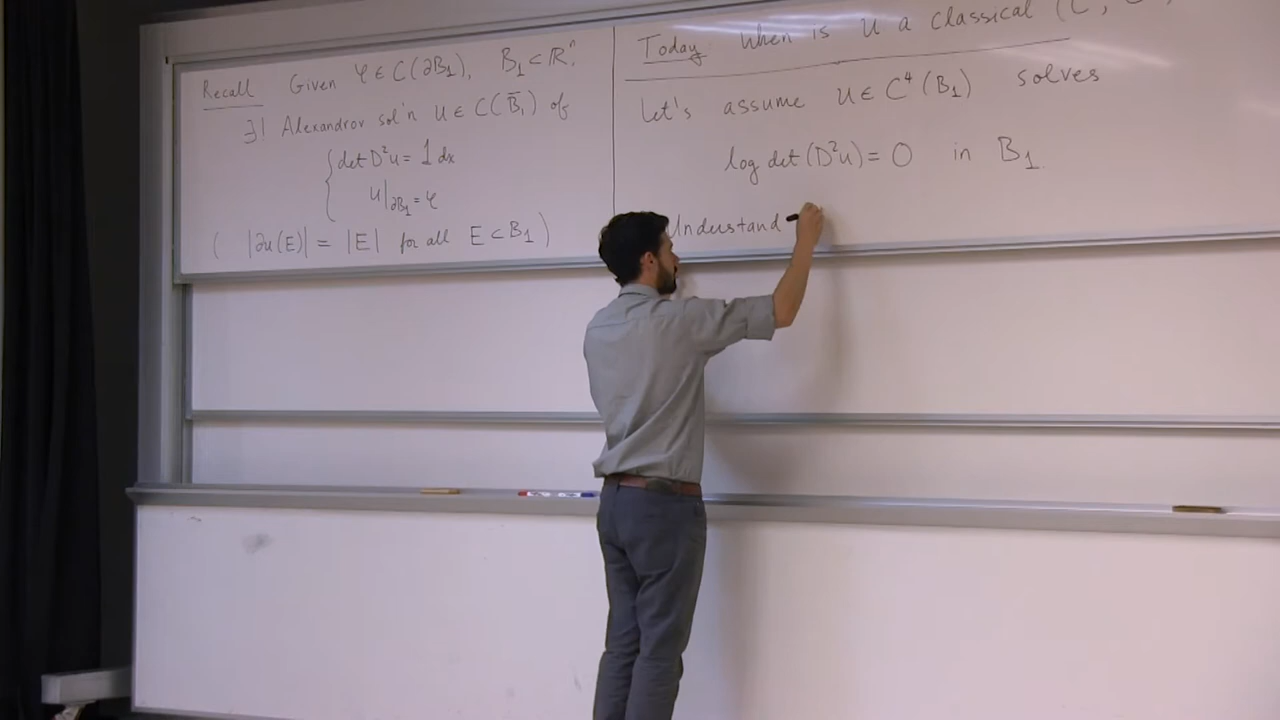 Recall Given φ ∈ C(∂B₁), B₁ ⊂ ℝⁿ,
∃! Alexandrov sol'n u ∈ C(B̄₁) of
{ det D²u = 1 dx
u|∂B₁ = φ
( |∂u(E)| = |E| for all E ⊂ B₁ )
Today When is u a classical
Let's assume u ∈ C⁴(B₁) solves
log det (D²u) = 0 in B₁.
Understand